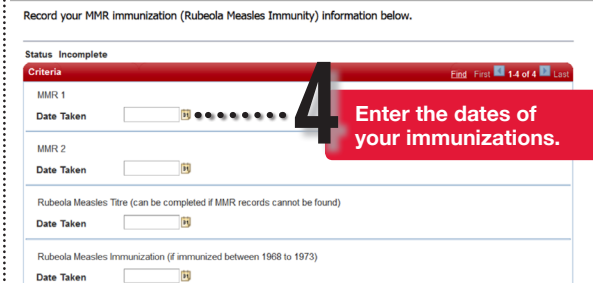 Record your MMR immunization (Rubeola Measles Immunity) information below.
Status Incomplete
Criteria Find First 1-4 of 4 Last
MMR 1
Date Taken
4
Enter the dates of
your immunizations.
MMR 2
Date Taken
Rubeola Measles Titre (can be completed if MMR records cannot be found)
Date Taken
Rubeola Measles Immunization (if immunized between 1968 to 1973)
Date Taken